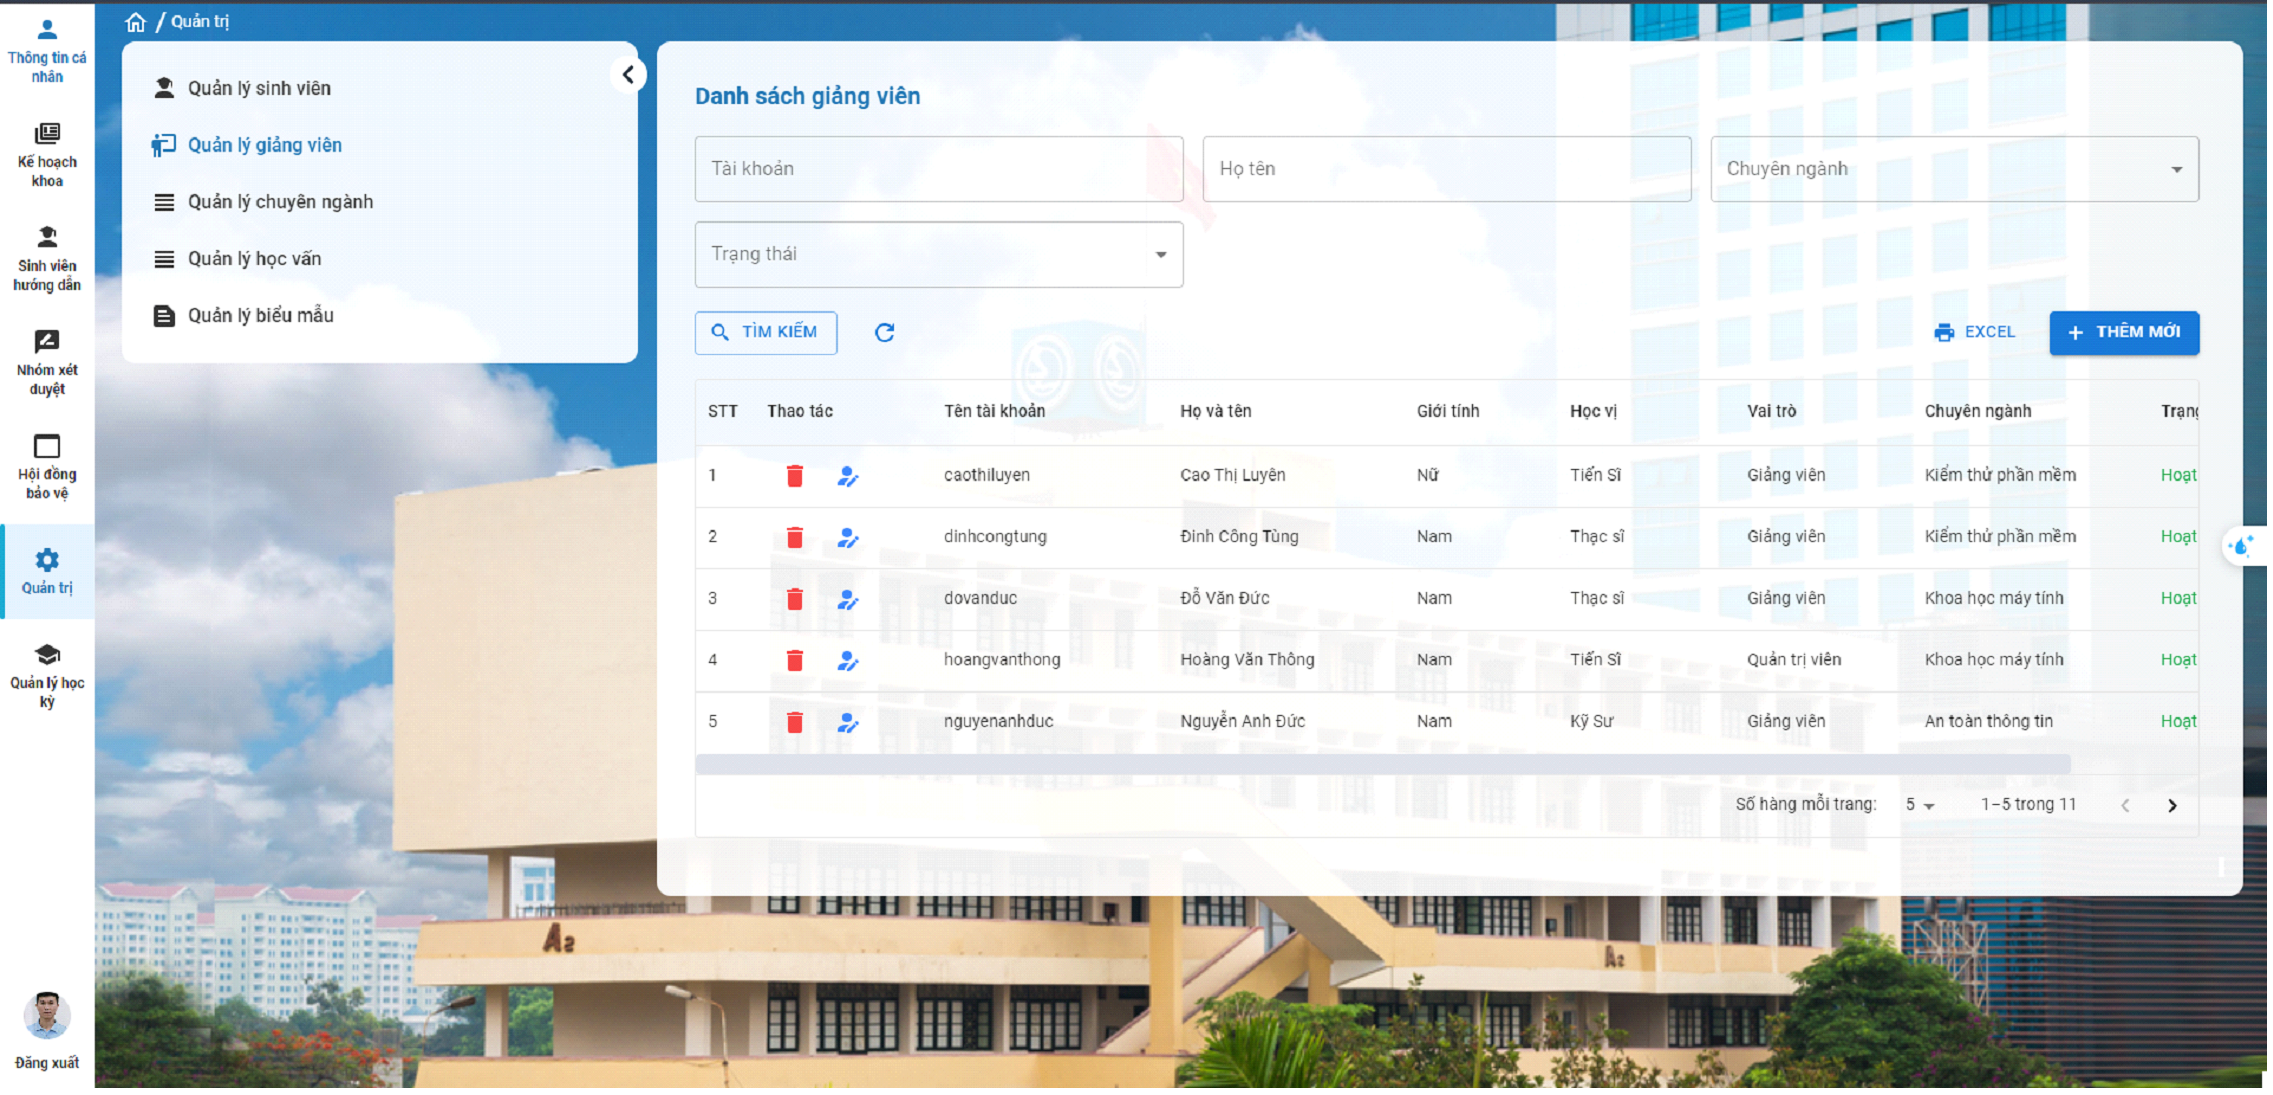 / Quản trị
Thông tin cá
nhân
Kế hoạch
khoa
Sinh viên
hướng dẫn
Nhóm xét
duyệt
Hội đồng
bảo vệ
Quản trị
Quản lý học
kỳ
Đăng xuất
Quản lý sinh viên
Quản lý giảng viên
Quản lý chuyên ngành
Quản lý học vấn
Quản lý biểu mẫu
Danh sách giảng viên
Tài khoản Họ tên Chuyên ngành
Trạng thái
TÌM KIẾM EXCEL + THÊM MỚI
STT Thao tác Tên tài khoản Họ và tên Giới tính Học vị Vai trò Chuyên ngành Trạng
1 caothiluyen Cao Thị Luyên Nữ Tiến Sĩ Giảng viên Kiểm thử phần mềm Hoạt
2 dinhcongtung Đinh Công Tùng Nam Thạc sĩ Giảng viên Kiểm thử phần mềm Hoạt
3 dovanduc Đỗ Văn Đức Nam Thạc sĩ Giảng viên Khoa học máy tính Hoạt
4 hoangvanthong Hoàng Văn Thông Nam Tiến Sĩ Quản trị viên Khoa học máy tính Hoạt
5 nguyenanhduc Nguyễn Anh Đức Nam Kỹ Sư Giảng viên An toàn thông tin Hoạt
Số hàng mỗi trang: 5 1–5 trong 11
A2
A2